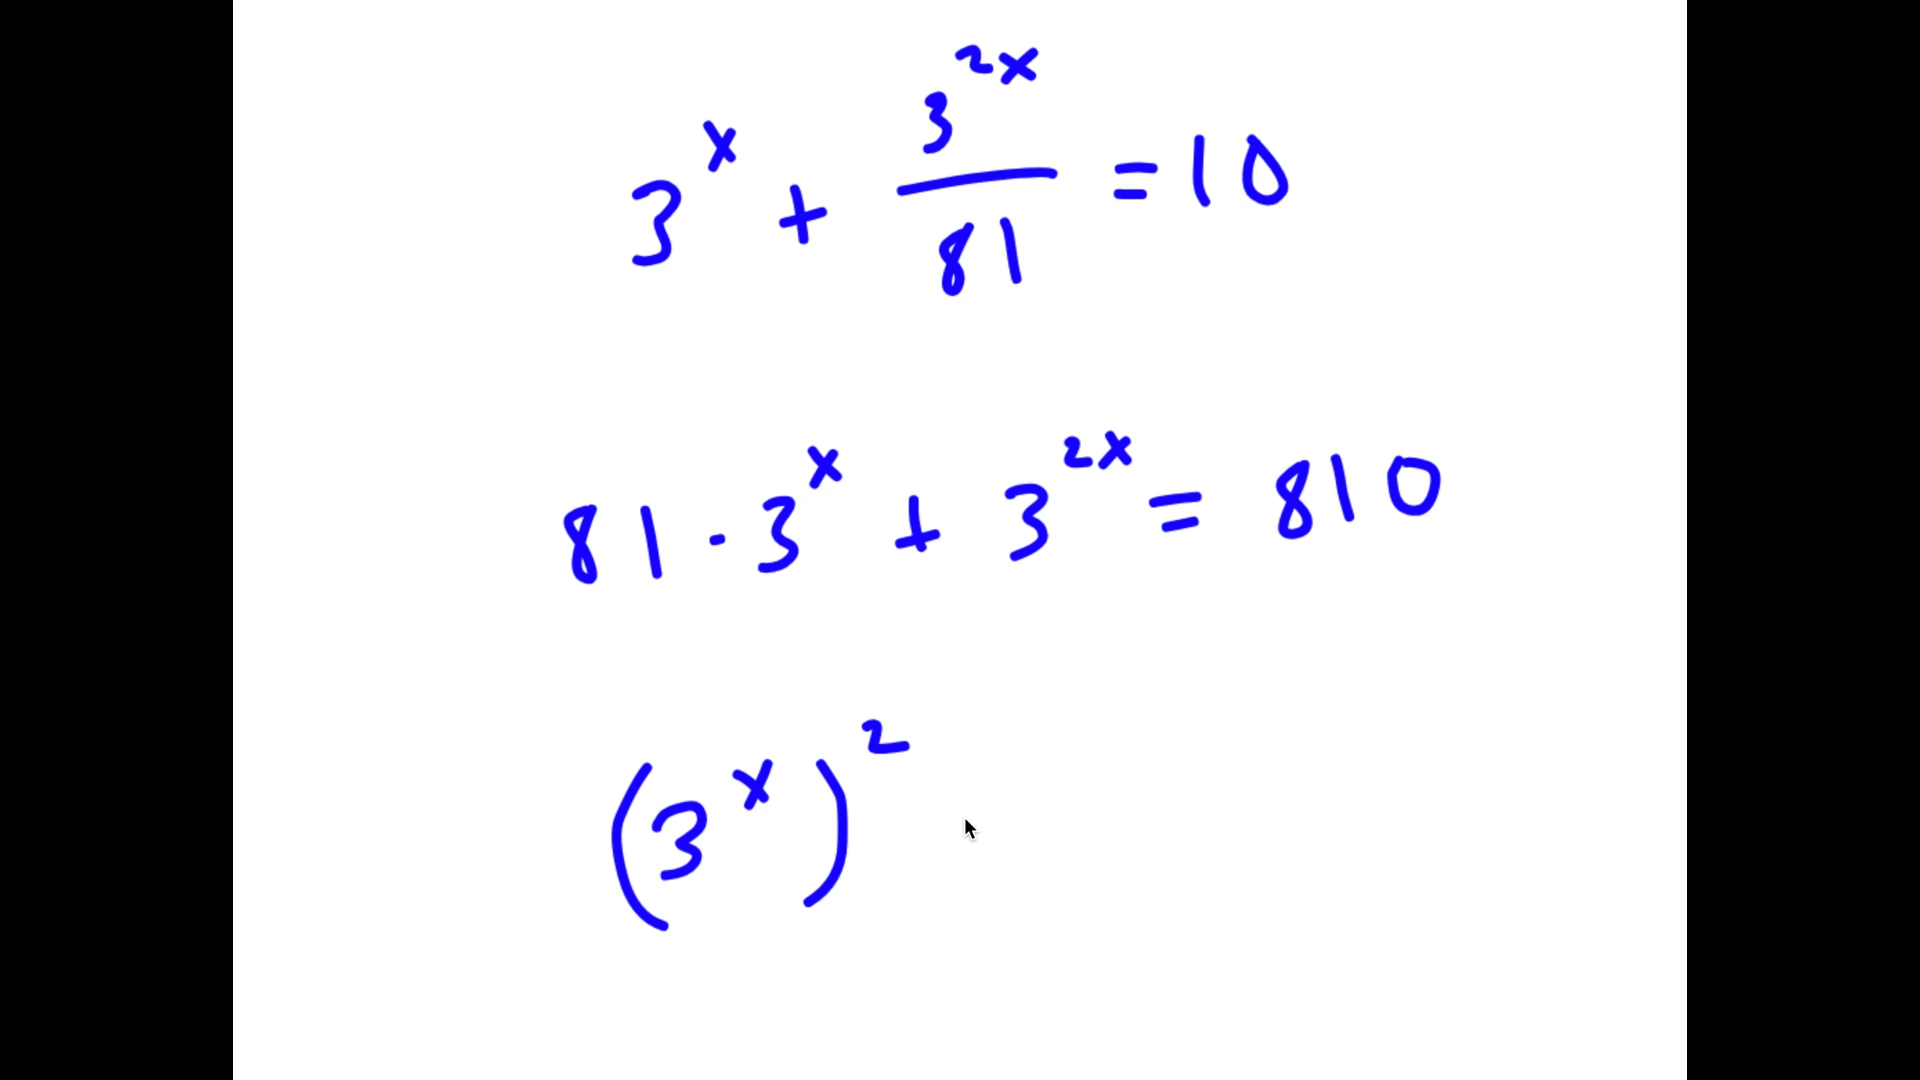 3^x + 3^{2x}/81 = 10
81 · 3^x + 3^{2x} = 810
(3^x)^2